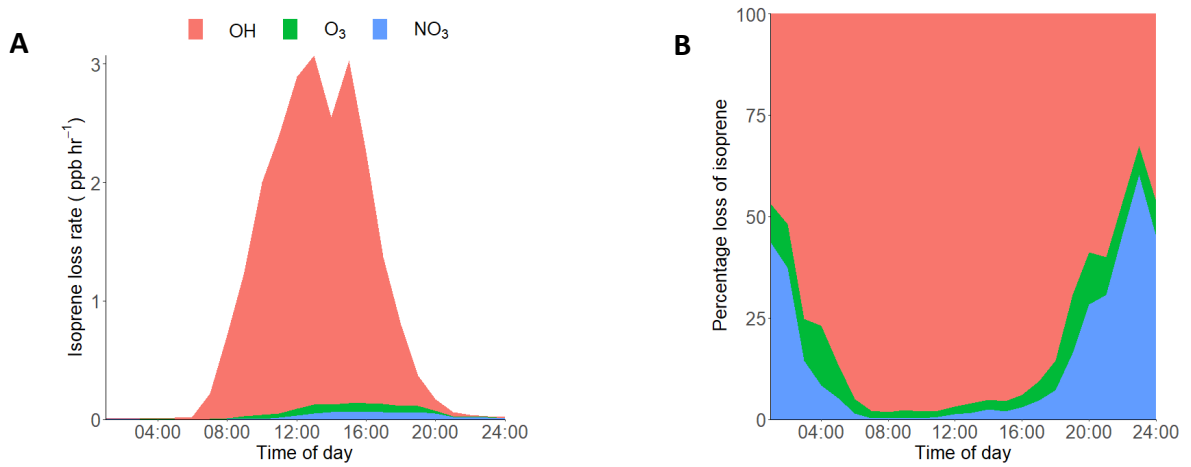 A
OH O₃ NO₃
Isoprene loss rate ( ppb hr⁻¹)
3
2
1
0
04:00 08:00 12:00 16:00 20:00 24:00
Time of day
B
Percentage loss of isoprene
100
75
50
25
0
04:00 08:00 12:00 16:00 20:00 24:00
Time of day